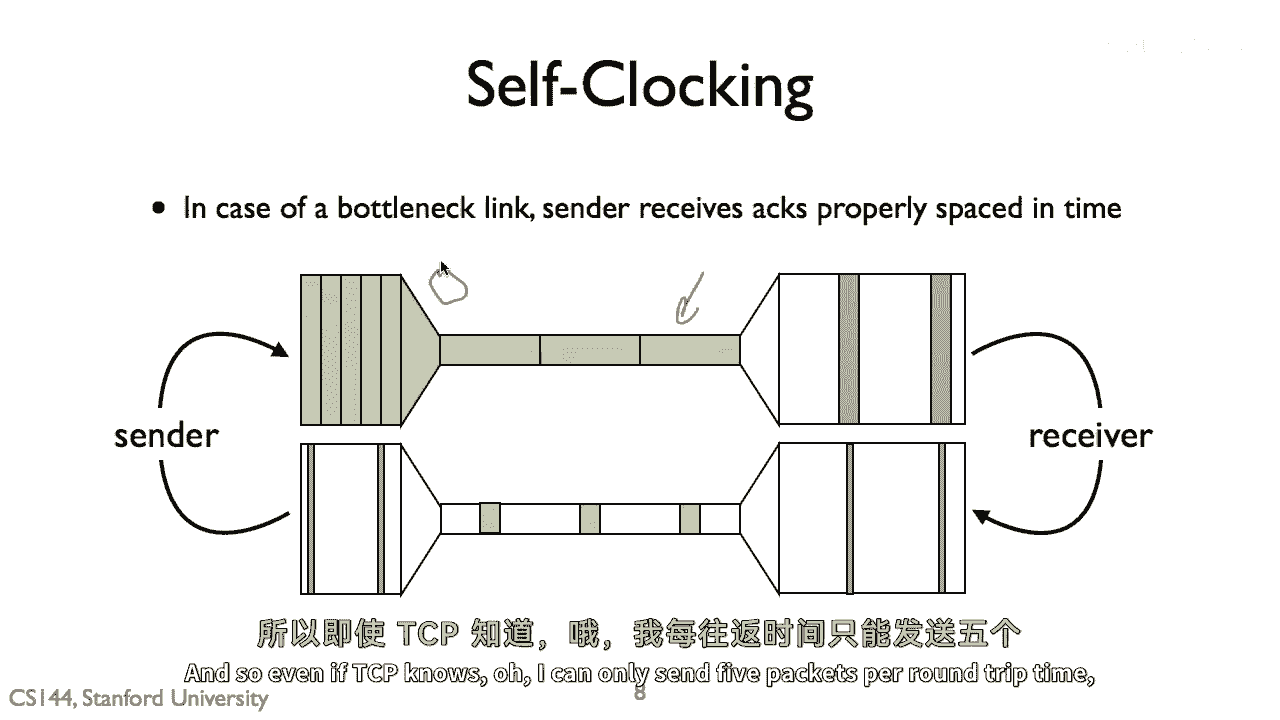 Self-Clocking
• In case of a bottleneck link, sender receives acks properly spaced in time
sender
receiver
所以即使 TCP 知道，哦，我每往返时间只能发送五个
And so even if TCP knows, oh, I can only send five packets per round trip time,
CS144, Stanford University
8